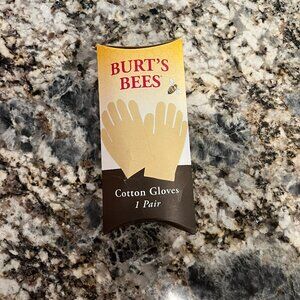 BURT'S
BEES
Cotton Gloves
1 Pair